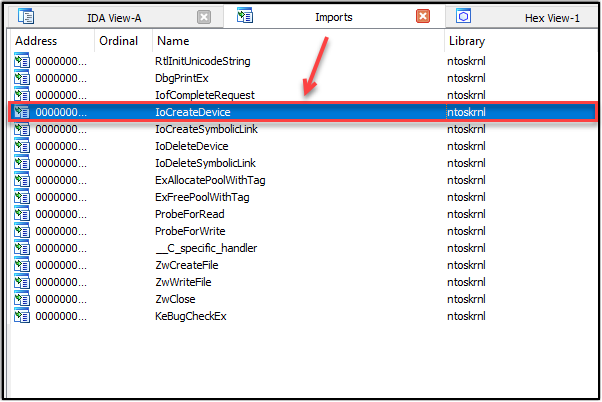 IDA View-A Imports Hex View-1
Address Ordinal Name Library
0000000... RtlInitUnicodeString ntoskrnl
0000000... DbgPrintEx ntoskrnl
0000000... IofCompleteRequest ntoskrnl
0000000... IoCreateDevice ntoskrnl
0000000... IoCreateSymbolicLink ntoskrnl
0000000... IoDeleteDevice ntoskrnl
0000000... IoDeleteSymbolicLink ntoskrnl
0000000... ExAllocatePoolWithTag ntoskrnl
0000000... ExFreePoolWithTag ntoskrnl
0000000... ProbeForRead ntoskrnl
0000000... ProbeForWrite ntoskrnl
0000000... __C_specific_handler ntoskrnl
0000000... ZwCreateFile ntoskrnl
0000000... ZwWriteFile ntoskrnl
0000000... ZwClose ntoskrnl
0000000... KeBugCheckEx ntoskrnl